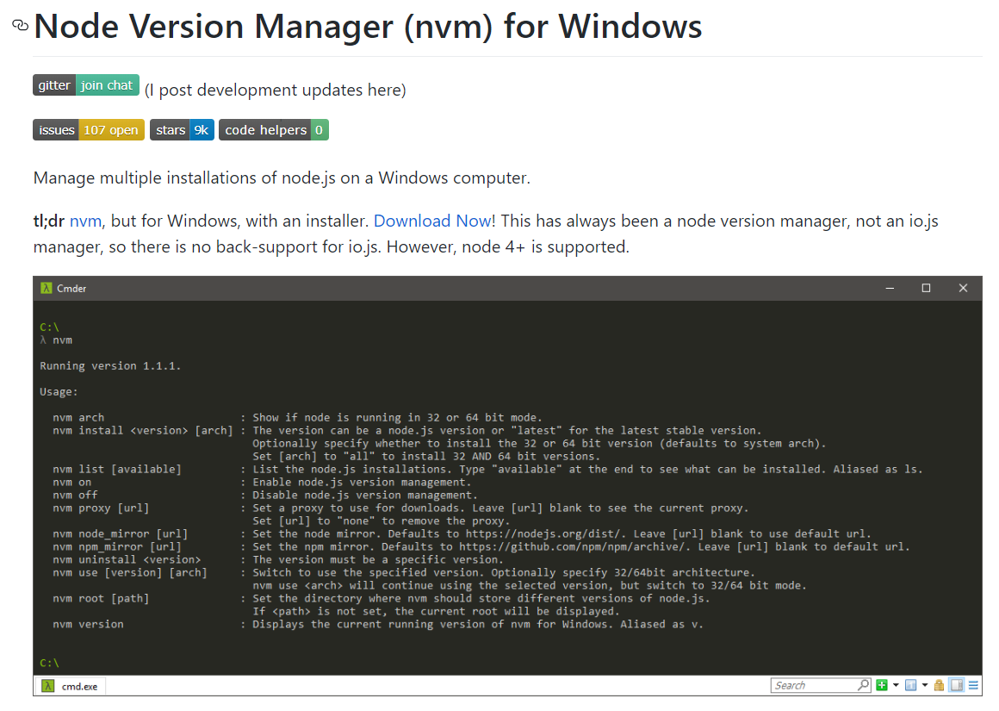 Node Version Manager (nvm) for Windows
gitter join chat (I post development updates here)
issues 107 open stars 9k code helpers 0
Manage multiple installations of node.js on a Windows computer.
tl;dr nvm, but for Windows, with an installer. Download Now! This has always been a node version manager, not an io.js
manager, so there is no back-support for io.js. However, node 4+ is supported.
λ Cmder
C:\
λ nvm
Running version 1.1.1.
Usage:
nvm arch : Show if node is running in 32 or 64 bit mode.
nvm install <version> [arch] : The version can be a node.js version or "latest" for the latest stable version.
Optionally specify whether to install the 32 or 64 bit version (defaults to system arch).
Set [arch] to "all" to install 32 AND 64 bit versions.
nvm list [available] : List the node.js installations. Type "available" at the end to see what can be installed. Aliased as ls.
nvm on : Enable node.js version management.
nvm off : Disable node.js version management.
nvm proxy [url] : Set a proxy to use for downloads. Leave [url] blank to see the current proxy.
Set [url] to "none" to remove the proxy.
nvm node_mirror [url] : Set the node mirror. Defaults to https://nodejs.org/dist/. Leave [url] blank to use default url.
nvm npm_mirror [url] : Set the npm mirror. Defaults to https://github.com/npm/npm/archive/. Leave [url] blank to default url.
nvm uninstall <version> : The version must be a specific version.
nvm use [version] [arch] : Switch to use the specified version. Optionally specify 32/64bit architecture.
nvm use <arch> will continue using the selected version, but switch to 32/64 bit mode.
nvm root [path] : Set the directory where nvm should store different versions of node.js.
If <path> is not set, the current root will be displayed.
nvm version : Displays the current running version of nvm for Windows. Aliased as v.
C:\
λ cmd.exe Search